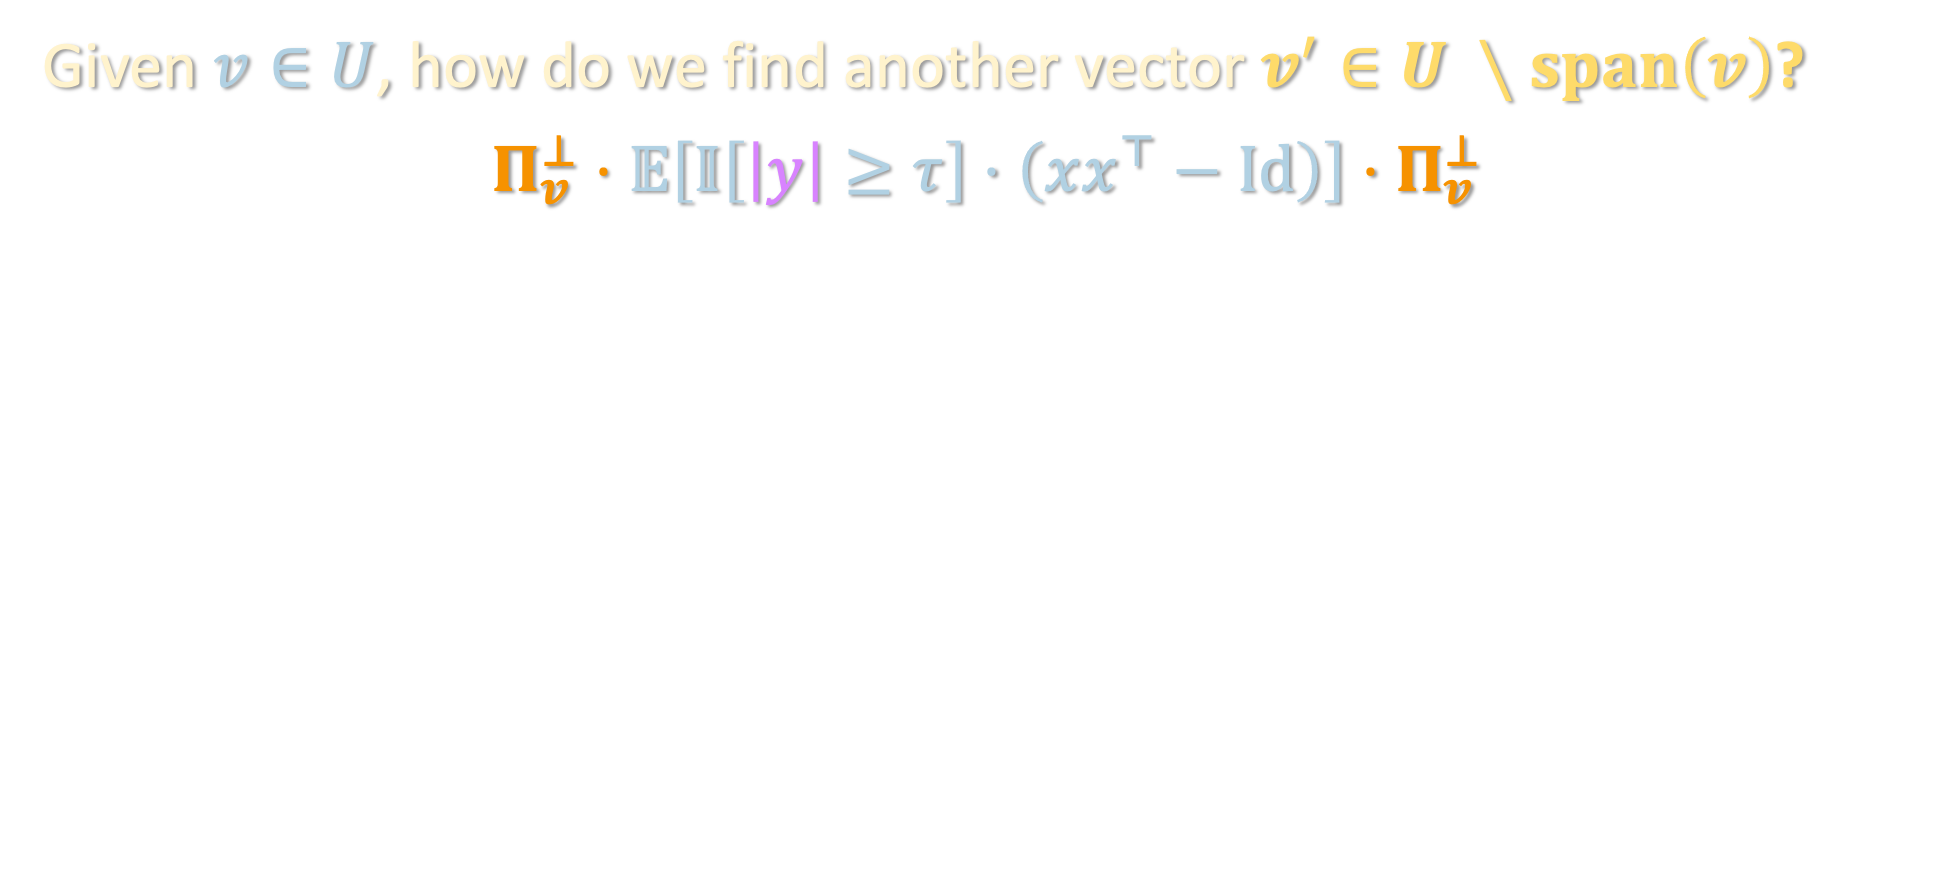 Given 𝒗 ∈ 𝑼, how do we find another vector 𝒗′ ∈ 𝑼 \ span(𝒗)?
𝚷𝒗⊥ · 𝔼[𝕀[|𝒚| ≥ 𝜏] · (𝑥𝑥⊤ − Id)] · 𝚷𝒗⊥